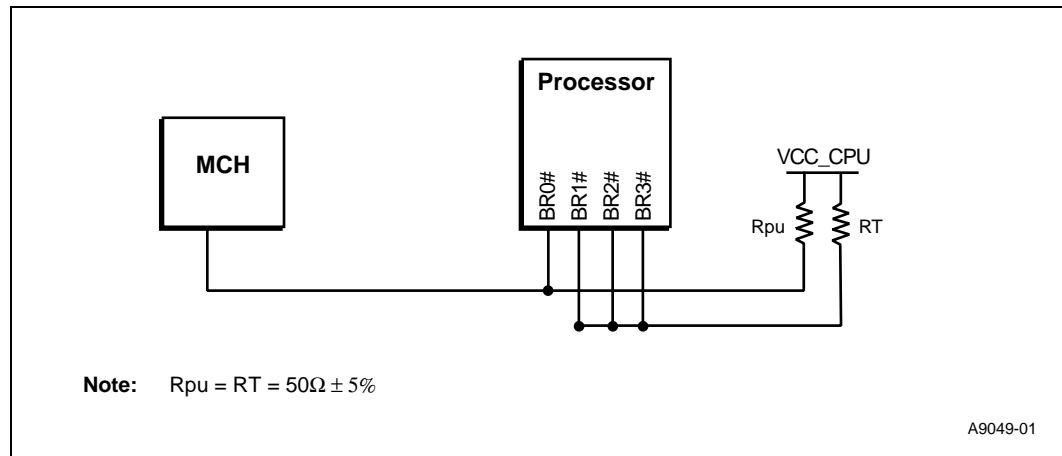 Processor
MCH
BR0#
BR1#
BR2#
BR3#
VCC_CPU
Rpu
RT
Note: Rpu = RT = 50Ω ± 5%
A9049-01